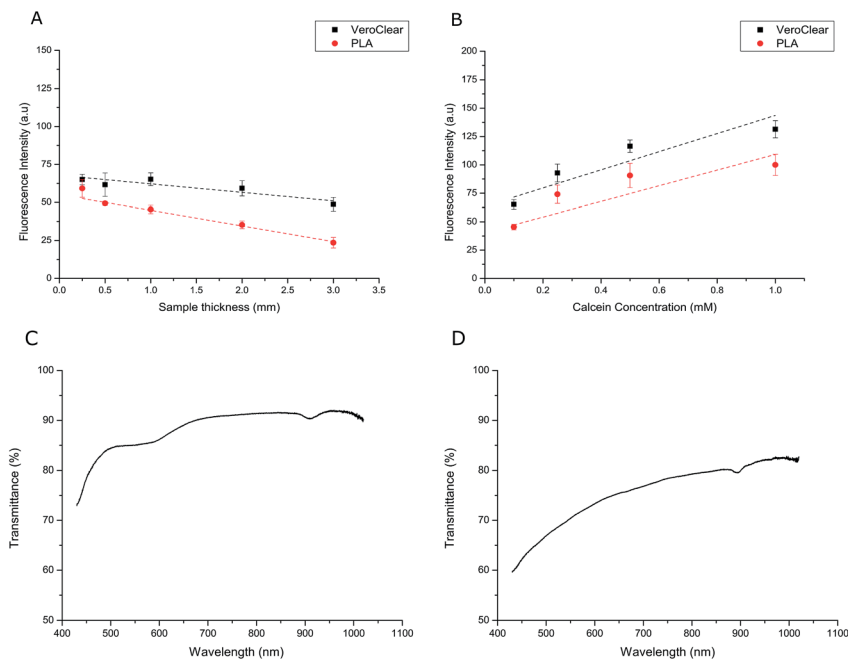 A
VeroClear
PLA
150
125
100
75
50
25
0
Fluorescence Intensity (a.u)
0.0 0.5 1.0 1.5 2.0 2.5 3.0 3.5
Sample thickness (mm)
B
VeroClear
PLA
200
175
150
125
100
75
50
25
0
Fluorescence Intensity (a.u)
0.0 0.2 0.4 0.6 0.8 1.0
Calcein Concentration (mM)
C
100
90
80
70
60
50
Transmittance (%)
400 500 600 700 800 900 1000 1100
Wavelength (nm)
D
100
90
80
70
60
50
Transmittance (%)
400 500 600 700 800 900 1000 1100
Wavelength (nm)